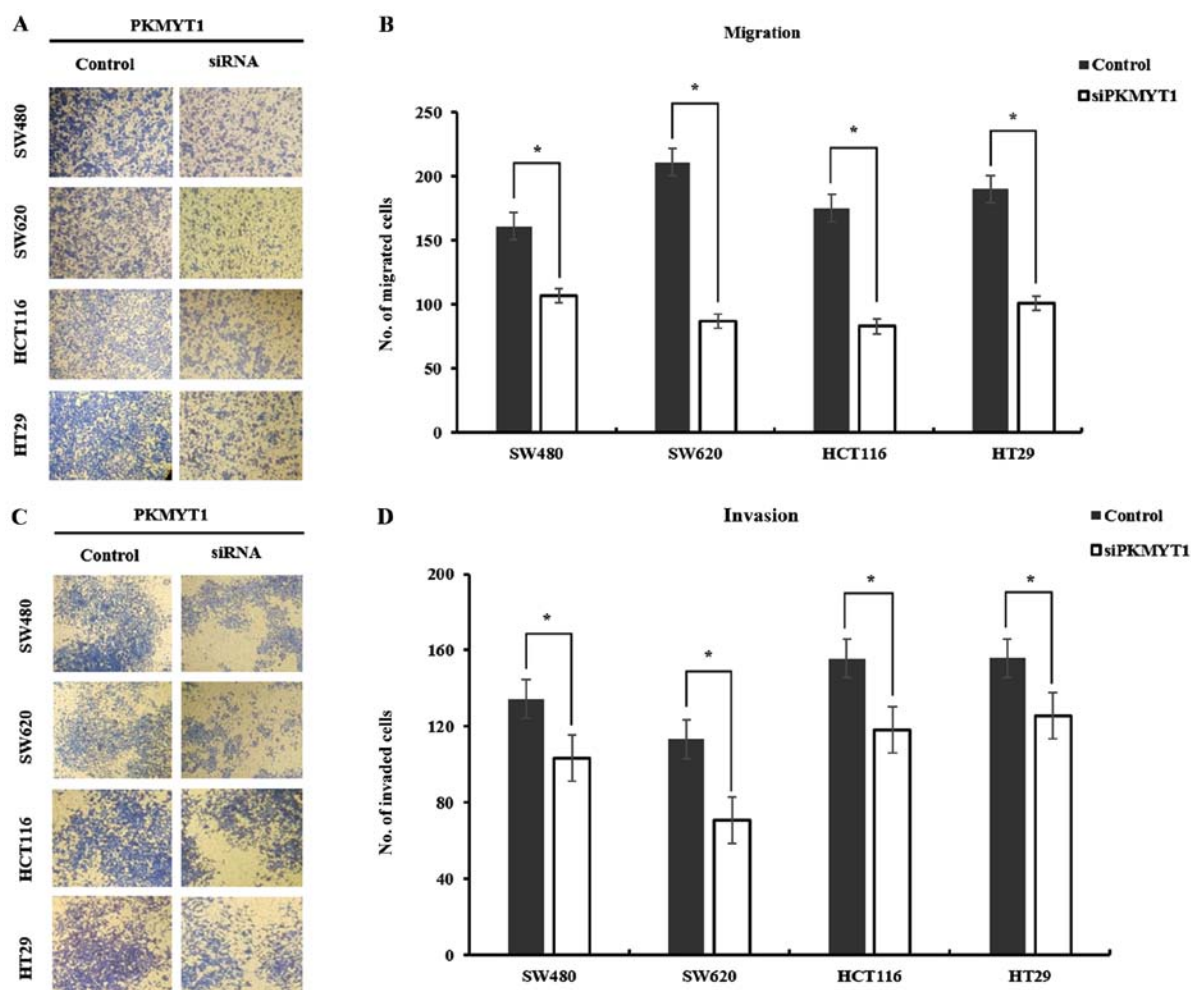 A
PKMYT1
Control siRNA
SW480
SW620
HCT116
HT29
B
Migration
Control
siPKMYT1
No. of migrated cells
250
200
150
100
50
0
* * * *
SW480 SW620 HCT116 HT29
C
PKMYT1
Control siRNA
SW480
SW620
HCT116
HT29
D
Invasion
Control
siPKMYT1
No. of invaded cells
200
160
120
80
40
0
* * * *
SW480 SW620 HCT116 HT29